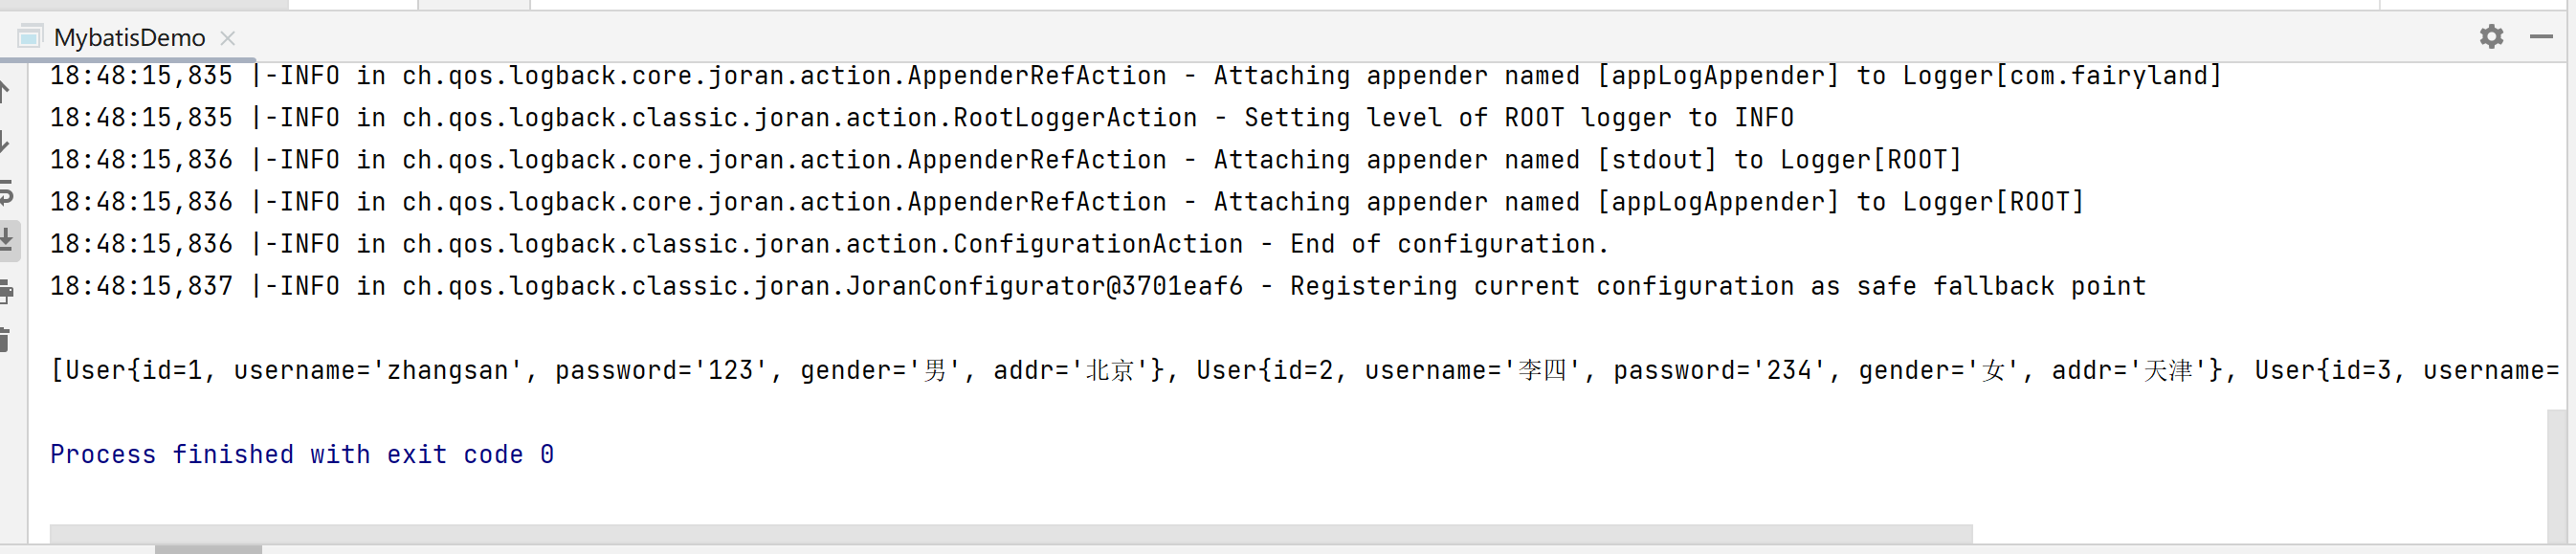 MybatisDemo
18:48:15,835 |-INFO in ch.qos.logback.core.joran.action.AppenderRefAction - Attaching appender named [appLogAppender] to Logger[com.fairyland]
18:48:15,835 |-INFO in ch.qos.logback.classic.joran.action.RootLoggerAction - Setting level of ROOT logger to INFO
18:48:15,836 |-INFO in ch.qos.logback.core.joran.action.AppenderRefAction - Attaching appender named [stdout] to Logger[ROOT]
18:48:15,836 |-INFO in ch.qos.logback.core.joran.action.AppenderRefAction - Attaching appender named [appLogAppender] to Logger[ROOT]
18:48:15,836 |-INFO in ch.qos.logback.classic.joran.action.ConfigurationAction - End of configuration.
18:48:15,837 |-INFO in ch.qos.logback.classic.joran.JoranConfigurator@3701eaf6 - Registering current configuration as safe fallback point
[User{id=1, username='zhangsan', password='123', gender='男', addr='北京'}, User{id=2, username='李四', password='234', gender='女', addr='天津'}, User{id=3, username=
Process finished with exit code 0